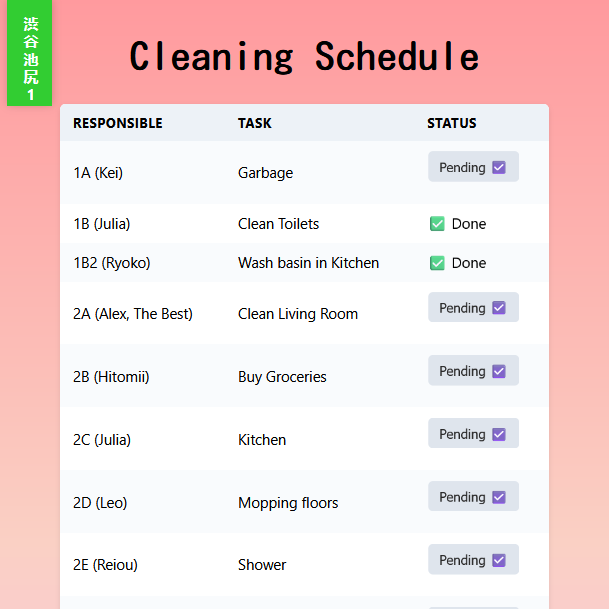 渋谷池尻1
Cleaning Schedule
RESPONSIBLE TASK STATUS
1A (Kei) Garbage Pending
1B (Julia) Clean Toilets Done
1B2 (Ryoko) Wash basin in Kitchen Done
2A (Alex, The Best) Clean Living Room Pending
2B (Hitomii) Buy Groceries Pending
2C (Julia) Kitchen Pending
2D (Leo) Mopping floors Pending
2E (Reiou) Shower Pending